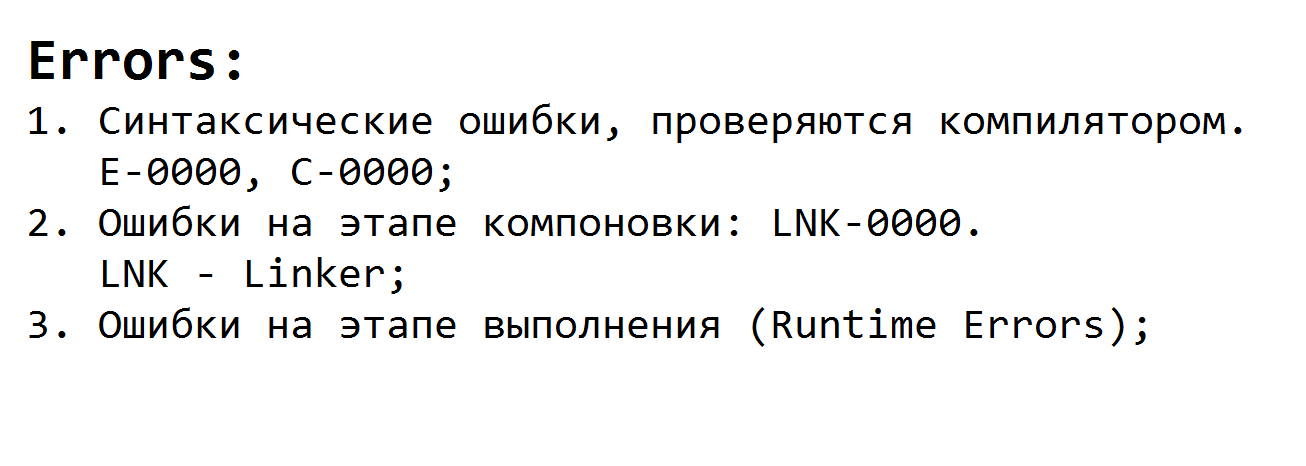 Errors:
1. Синтаксические ошибки, проверяются компилятором.
E-0000, C-0000;
2. Ошибки на этапе компоновки: LNK-0000.
LNK - Linker;
3. Ошибки на этапе выполнения (Runtime Errors);